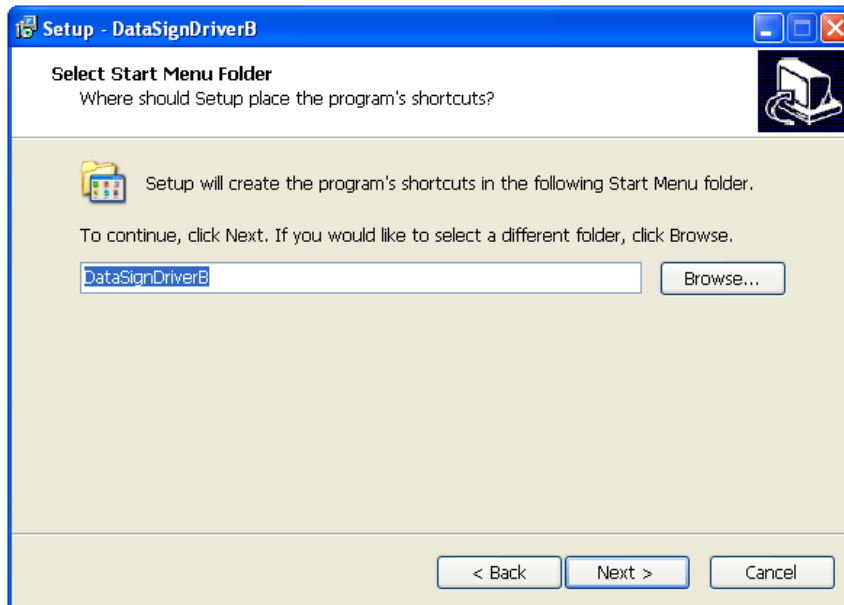 Setup - DataSignDriverB
Select Start Menu Folder
Where should Setup place the program's shortcuts?
Setup will create the program's shortcuts in the following Start Menu folder.
To continue, click Next. If you would like to select a different folder, click Browse.
DataSignDriverB
Browse...
< Back
Next >
Cancel